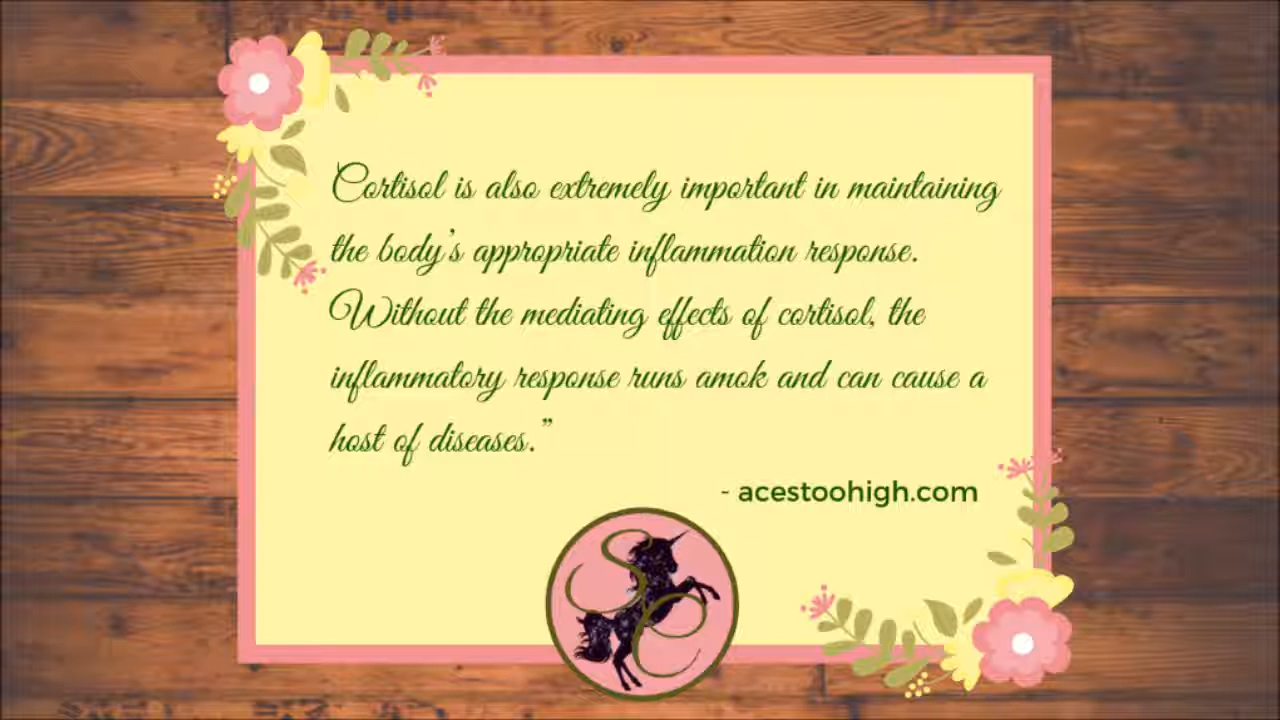 Cortisol is also extremely important in maintaining
the body's appropriate inflammation response.
Without the mediating effects of cortisol, the
inflammatory response runs amok and can cause a
host of diseases."
- acestoohigh.com
SC